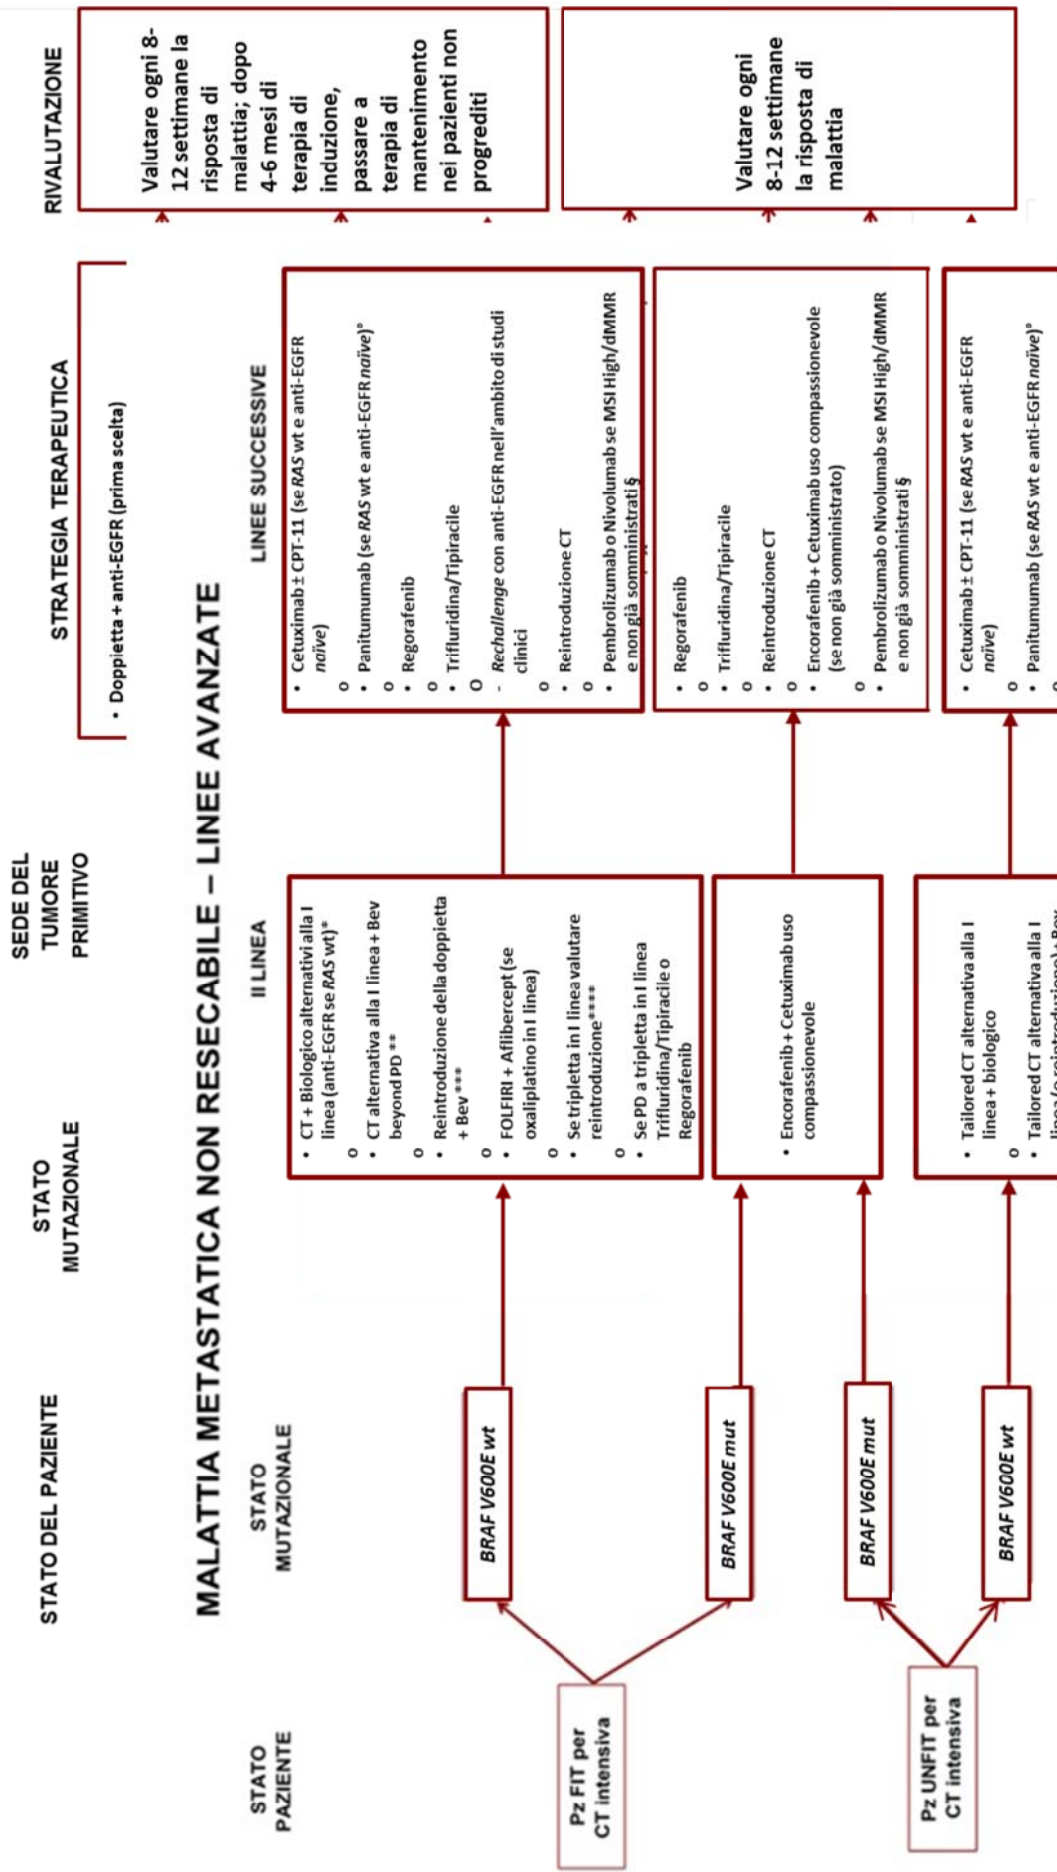 STATO DEL PAZIENTE
STATO
MUTAZIONALE
SEDE DEL
TUMORE
PRIMITIVO
STRATEGIA TERAPEUTICA
RIVALUTAZIONE
• Doppietta + anti-EGFR (prima scelta)
Valutare ogni 8-
12 settimane la
risposta di
malattia; dopo
4-6 mesi di
terapia di
induzione,
passare a
terapia di
mantenimento
nei pazienti non
progrediti
Valutare ogni
8-12 settimane
la risposta di
malattia
MALATTIA METASTATICA NON RESECABILE – LINEE AVANZATE
STATO
PAZIENTE
STATO
MUTAZIONALE
II LINEA
LINEE SUCCESSIVE
Pz FIT per
CT intensiva
BRAF V600E wt
• CT + Biologico alternativi alla I
linea (anti-EGFR se RAS wt)*
o
• CT alternativa alla I linea + Bev
beyond PD **
o
• Reintroduzione della doppietta
+ Bev ***
o
• FOLFIRI + Aflibercept (se
oxaliplatino in I linea)
o
• Se tripletta in I linea valutare
reintroduzione****
o
• Se PD a tripletta in I linea
Trifluridina/Tipiracile o
Regorafenib
• Cetuximab ± CPT-11 (se RAS wt e anti-EGFR
naïve)
o
• Panitumumab (se RAS wt e anti-EGFR naïve)°
o
• Regorafenib
o
• Trifluridina/Tipiracile
O
- Rechallenge con anti-EGFR nell'ambito di studi
clinici
o
• Reintroduzione CT
o
• Pembrolizumab o Nivolumab se MSI High/dMMR
e non già somministrati §
BRAF V600E mut
• Encorafenib + Cetuximab uso
compassionevole
• Regorafenib
o
• Trifluridina/Tipiracile
o
• Reintroduzione CT
o
• Encorafenib + Cetuximab uso compassionevole
(se non già somministrato)
o
• Pembrolizumab o Nivolumab se MSI High/dMMR
e non già somministrati §
Pz UNFIT per
CT intensiva
BRAF V600E mut
BRAF V600E wt
• Tailored CT alternativa alla I
linea + biologico
o
• Tailored CT alternativa alla I
linea (o reintroduzione) + Bev
• Cetuximab ± CPT-11 (se RAS wt e anti-EGFR
naïve)
o
• Panitumumab (se RAS wt e anti-EGFR naïve)°
o